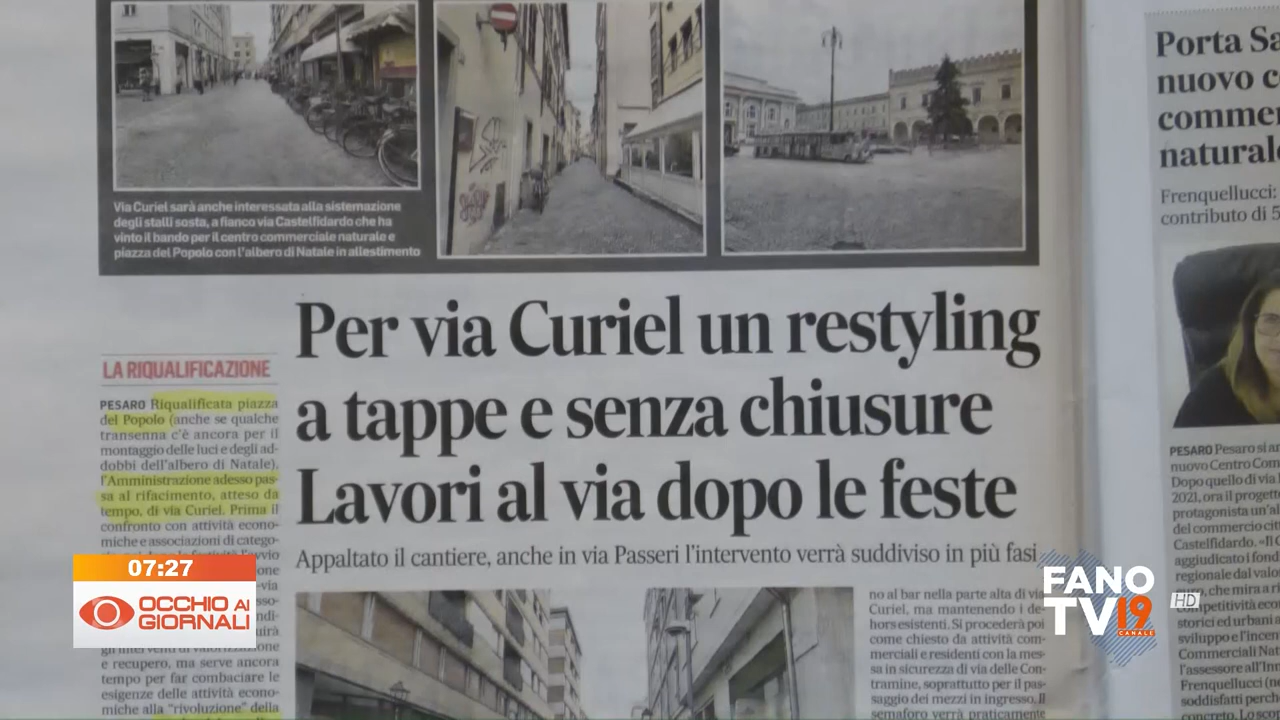 Via Curiel sarà anche interessata alla sistemazione
degli stalli sosta, a fianco via Castelfidardo che ha
vinto il bando per il centro commerciale naturale e
piazza del Popolo con l'albero di Natale in allestimento
Per via Curiel un restyling
a tappe e senza chiusure
Lavori al via dopo le feste
Appaltato il cantiere, anche in via Passeri l'intervento verrà suddiviso in più fasi
LA RIQUALIFICAZIONE
PESARO Riqualificata piazza
del Popolo (anche se qualche
transenna c'è ancora per il
montaggio delle luci e degli ad-
dobbi dell'albero di Natale),
l'Amministrazione adesso pas-
sa al rifacimento, atteso da
tempo, di via Curiel. Prima il
confronto con attività econo-
miche e associazioni di catego-
e recupero, ma serve ancora
tempo per far combaciare le
esigenze delle attività econo-
miche alla "rivoluzione" della
no al bar nella parte alta di via
Curiel, ma mantenendo i de-
hors esistenti. Si procederà poi
come chiesto da attività com-
merciali e residenti con la mes-
sa in sicurezza di via delle Con-
tramine, soprattutto per il pas-
saggio dei mezzi in ingresso. Il
semaforo verrà praticamente
Porta Sa
nuovo c
commer
naturale
Frenquellucci:
contributo di 5
PESARO Pesaro si ar
nuovo Centro Com
Dopo quello di via
2021, ora il progett
protagonista un'al
del commercio cit
Castelfidardo. «Il C
aggiudicato i fond
regionale dal valo
, che mira a r
competitività eco
storici ed urbani a
sviluppo e l'incen
Commerciali Nat
l'assessore all'In
Frenquellucci (ne
soddisfatti perch
concreto. Lo scor
07:27
OCCHIO AI
GIORNALI
FANO
TV 19
CANALE
HD